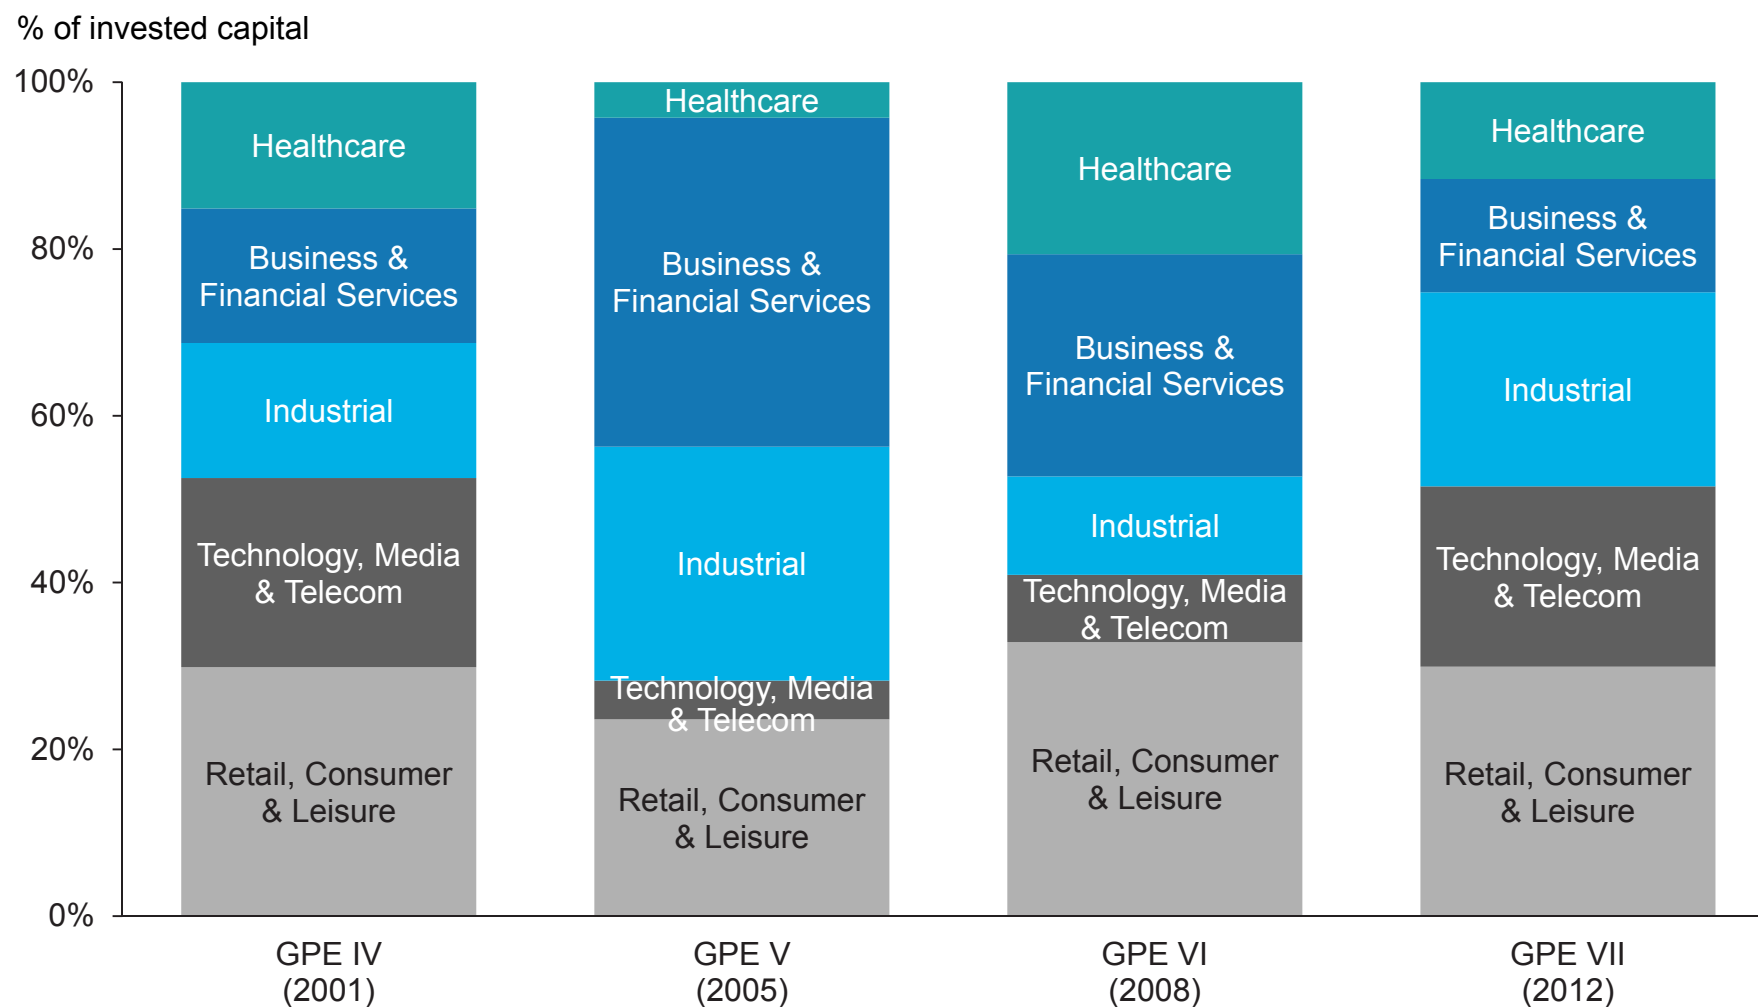 % of invested capital
100%
80%
60%
40%
20%
0%
Healthcare
Business &
Financial Services
Industrial
Technology, Media
& Telecom
Retail, Consumer
& Leisure
GPE IV
(2001)
Healthcare
Business &
Financial Services
Industrial
Technology, Media
& Telecom
Retail, Consumer
& Leisure
GPE V
(2005)
Healthcare
Business &
Financial Services
Industrial
Technology, Media
& Telecom
Retail, Consumer
& Leisure
GPE VI
(2008)
Healthcare
Business &
Financial Services
Industrial
Technology, Media
& Telecom
Retail, Consumer
& Leisure
GPE VII
(2012)